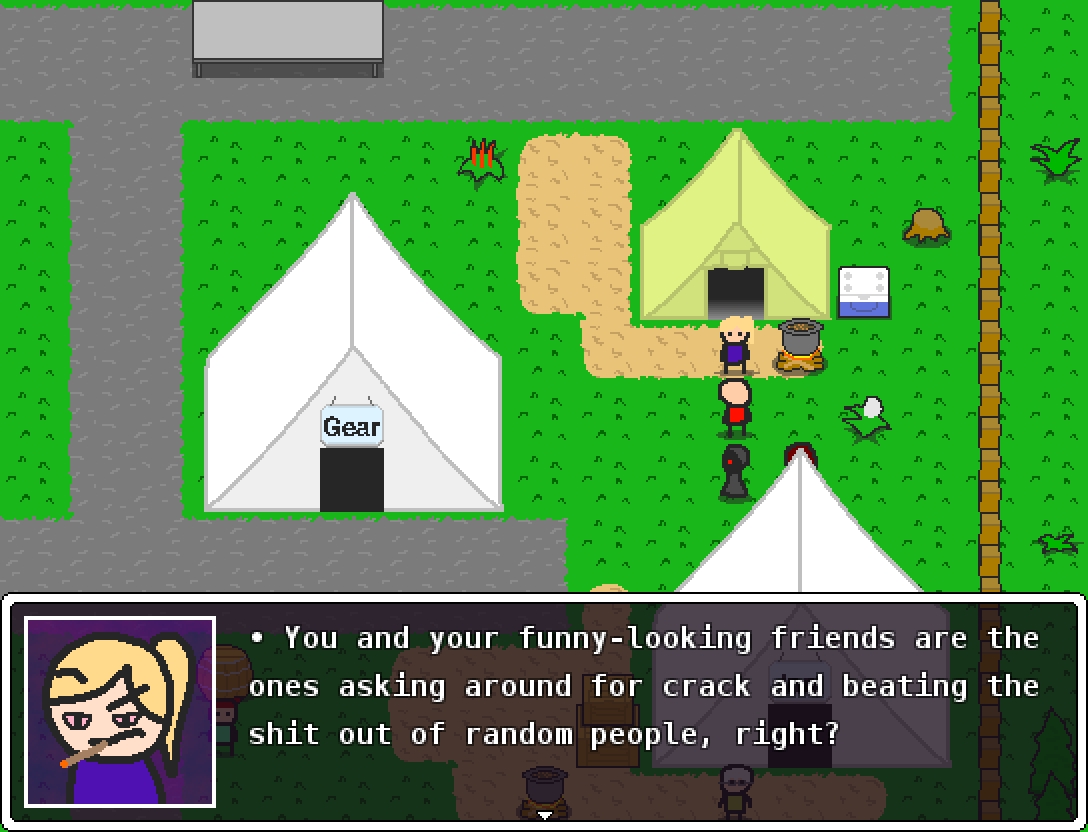 Gear
• You and your funny-looking friends are the
ones asking around for crack and beating the
shit out of random people, right?